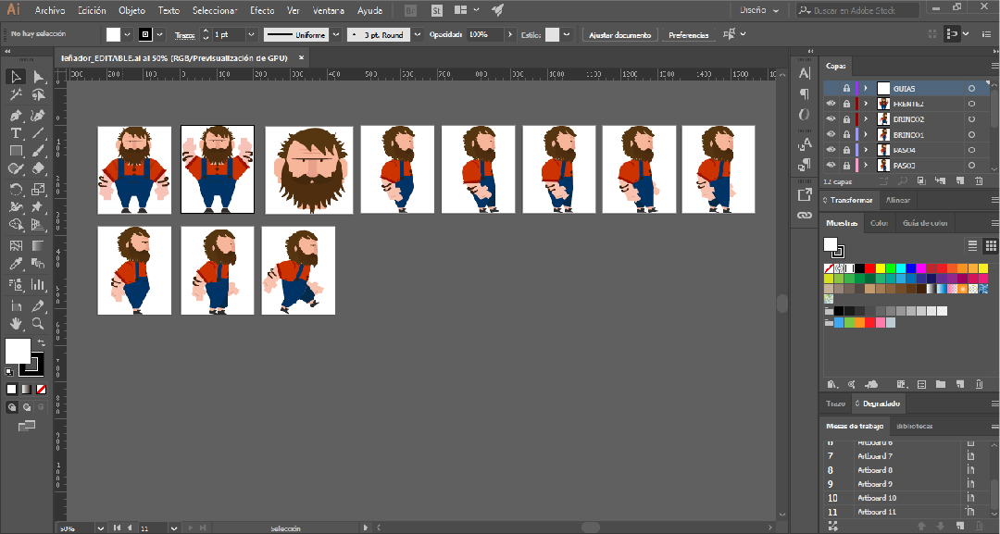 Ai Archivo Edición Objeto Texto Seleccionar Efecto Ver Ventana Ayuda Br St Diseño Buscar en Adobe Stock
No hay selección Trazo: 1 pt Uniforme 3 pt. Round Opacidad: 100% Estilo: Ajustar documento Preferencias
leñador_EDITABLE.ai al 50% (RGB/Previsualización de GPU) ×
300 200 100 0 100 200 300 400 500 600 700 800 900 1000 1100 1200 1300 1400 1500
Capas
GUIAS
FRENTE2
BRINCO2
BRINCO1
PASO4
PASO3
12 capas
Transformar Alinear
Muestras Color Guía de color
Trazo Degradado
Mesas de trabajo Bibliotecas
6 Artboard 6
7 Artboard 7
8 Artboard 8
9 Artboard 9
10 Artboard 10
11 Artboard 11
50% 11 Selección